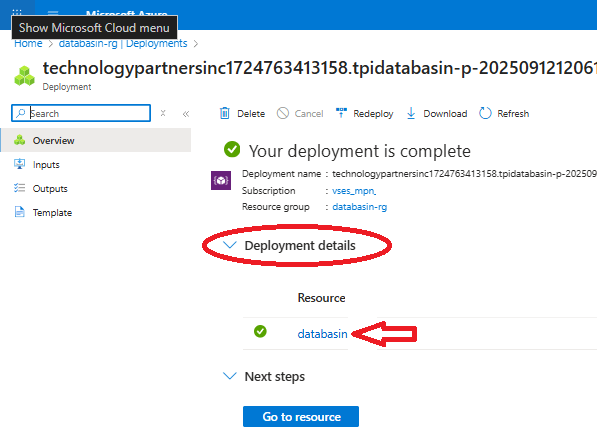 Microsoft Azure
Show Microsoft Cloud menu
Home > databasin-rg | Deployments >
technologypartnersinc1724763413158.tpidatabasin-p-2025091212061
Deployment
Search
Delete Cancel Redeploy Download Refresh
Overview
Inputs
Outputs
Template
Your deployment is complete
Deployment name : technologypartnersinc1724763413158.tpidatabasin-p-20250
Subscription : vses_mpn,
Resource group : databasin-rg
Deployment details
Resource
databasin
Next steps
Go to resource